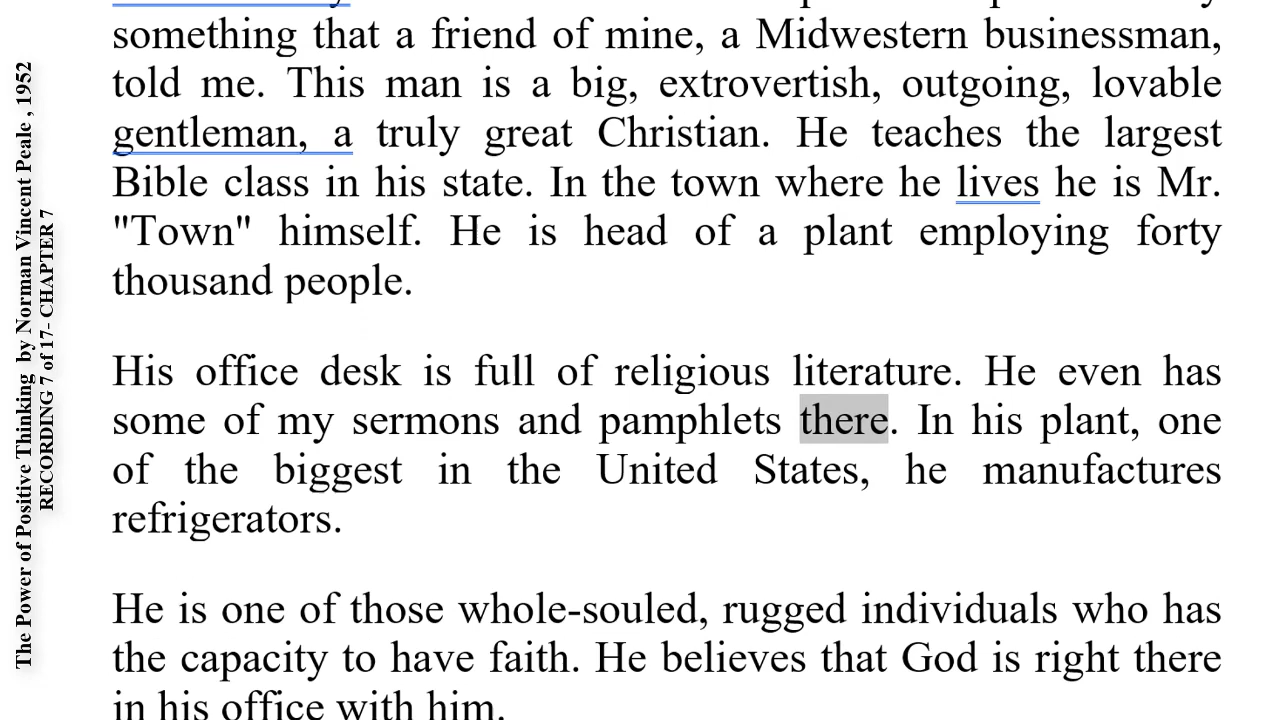 something that a friend of mine, a Midwestern businessman,
told me. This man is a big, extrovertish, outgoing, lovable
gentleman, a truly great Christian. He teaches the largest
Bible class in his state. In the town where he lives he is Mr.
"Town" himself. He is head of a plant employing forty
thousand people.
His office desk is full of religious literature. He even has
some of my sermons and pamphlets there. In his plant, one
of the biggest in the United States, he manufactures
refrigerators.
He is one of those whole-souled, rugged individuals who has
the capacity to have faith. He believes that God is right there
in his office with him.
The Power of Positive Thinking by Norman Vincent Peale , 1952
RECORDING 7 of 17- CHAPTER 7